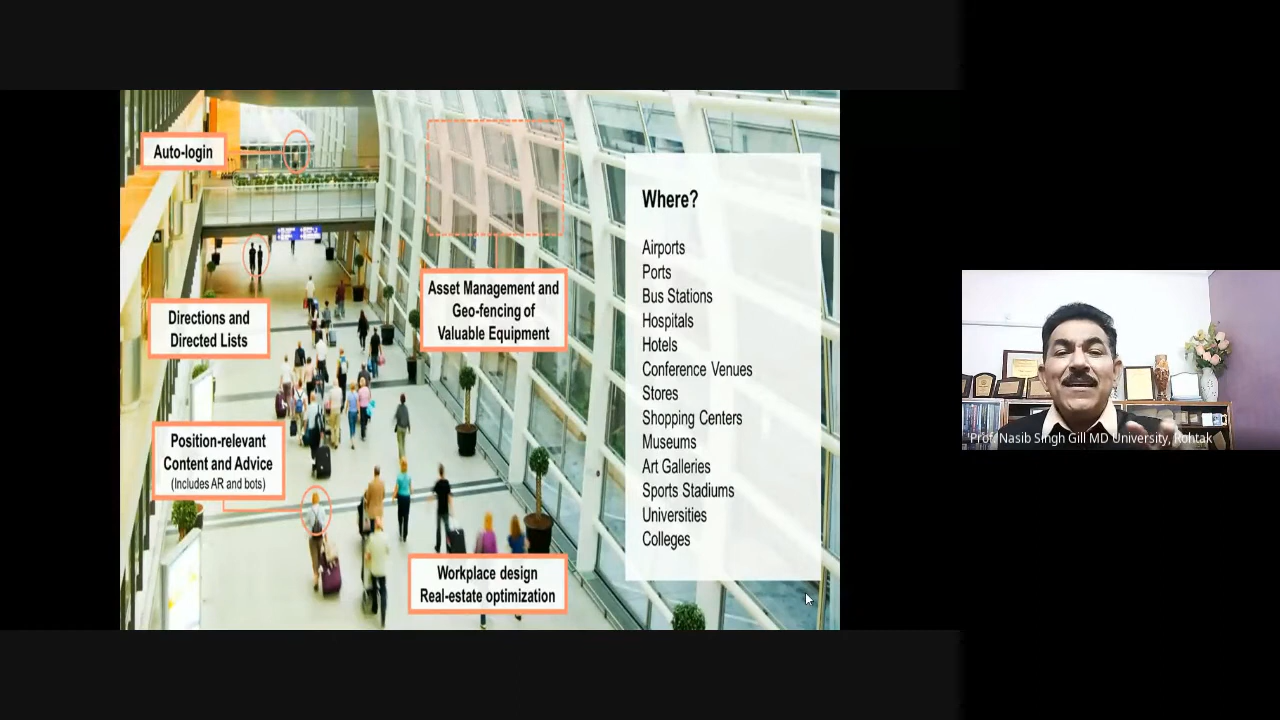 Auto-login
Directions and
Directed Lists
Position-relevant
Content and Advice
(Includes AR and bots)
Asset Management and
Geo-fencing of
Valuable Equipment
Workplace design
Real-estate optimization
Where?
Airports
Ports
Bus Stations
Hospitals
Hotels
Conference Venues
Stores
Shopping Centers
Museums
Art Galleries
Sports Stadiums
Universities
Colleges
'Prof. Nasib Singh Gill MD University, Rohtak